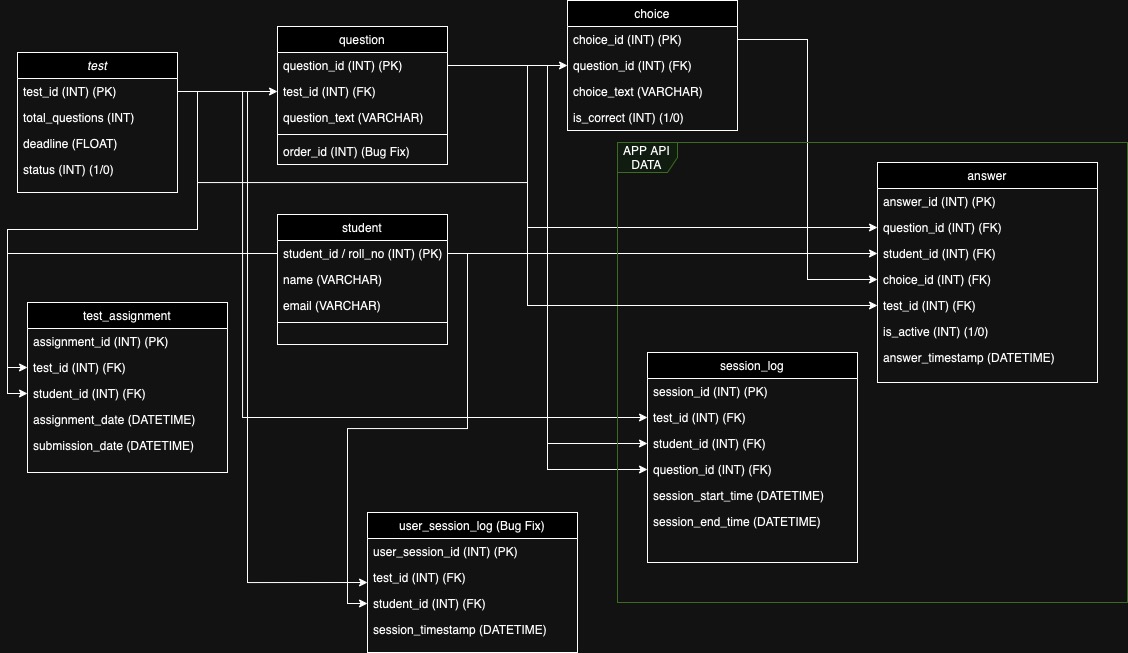 test
test_id (INT) (PK)
total_questions (INT)
deadline (FLOAT)
status (INT) (1/0)
question
question_id (INT) (PK)
test_id (INT) (FK)
question_text (VARCHAR)
order_id (INT) (Bug Fix)
choice
choice_id (INT) (PK)
question_id (INT) (FK)
choice_text (VARCHAR)
is_correct (INT) (1/0)
student
student_id / roll_no (INT) (PK)
name (VARCHAR)
email (VARCHAR)
APP API
DATA
answer
answer_id (INT) (PK)
question_id (INT) (FK)
student_id (INT) (FK)
choice_id (INT) (FK)
test_id (INT) (FK)
is_active (INT) (1/0)
answer_timestamp (DATETIME)
test_assignment
assignment_id (INT) (PK)
test_id (INT) (FK)
student_id (INT) (FK)
assignment_date (DATETIME)
submission_date (DATETIME)
session_log
session_id (INT) (PK)
test_id (INT) (FK)
student_id (INT) (FK)
question_id (INT) (FK)
session_start_time (DATETIME)
session_end_time (DATETIME)
user_session_log (Bug Fix)
user_session_id (INT) (PK)
test_id (INT) (FK)
student_id (INT) (FK)
session_timestamp (DATETIME)